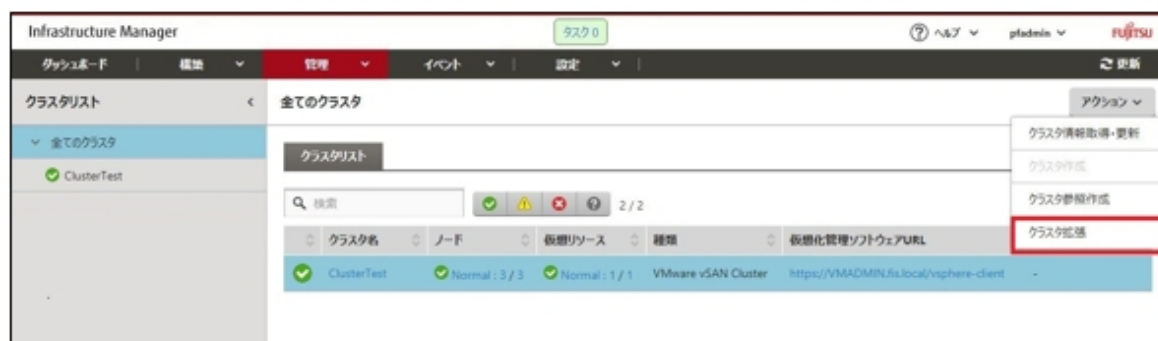 Infrastructure Manager
タスク 0
ヘルプ
pfadmin
FUJITSU
ダッシュボード
構築
管理
イベント
設定
更新
クラスタリスト
全てのクラスタ
アクション
全てのクラスタ
ClusterTest
クラスタリスト
クラスタ情報取得・更新
クラスタ作成
クラスタ参照作成
クラスタ拡張
検索
2 / 2
クラスタ名
ノード
仮想リソース
種類
仮想化管理ソフトウェアURL
ClusterTest
Normal : 3 / 3
Normal : 1 / 1
VMware vSAN Cluster
https://VMADMIN.fis.local/vsphere-client
-